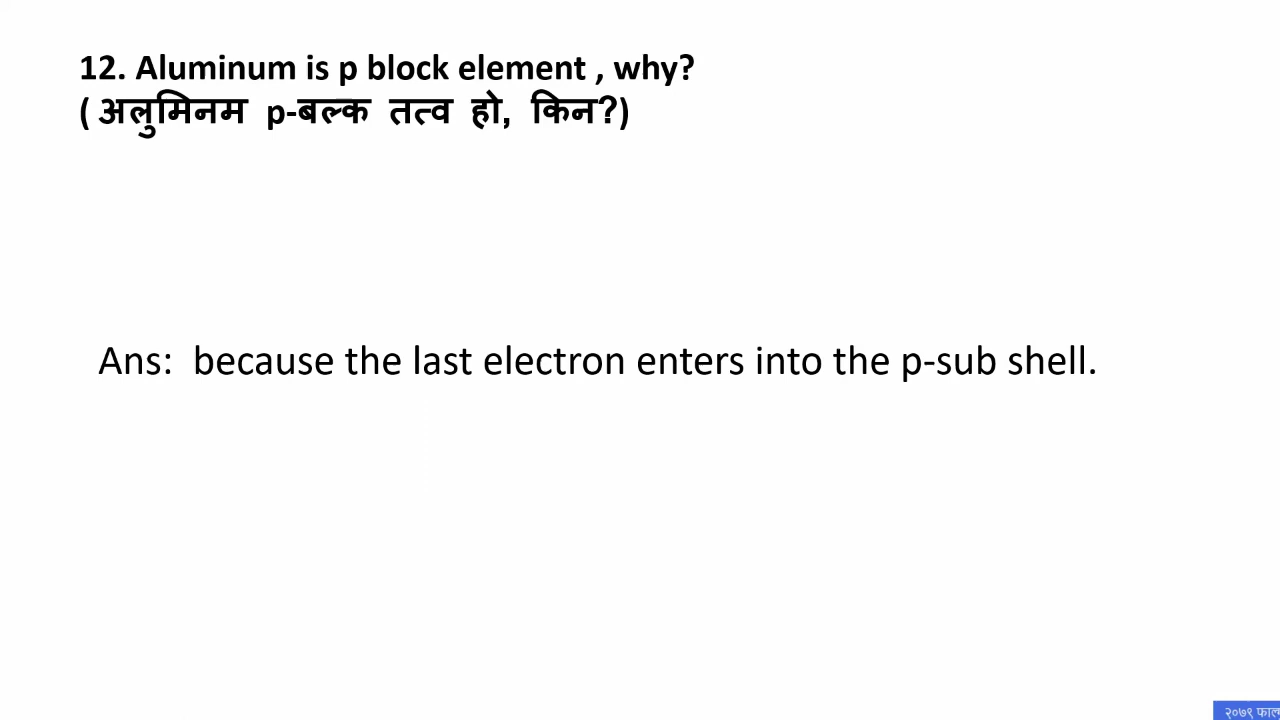 12. Aluminum is p block element , why?
( अलुमिनम p-बल्क तत्व हो, किन?)
Ans: because the last electron enters into the p-sub shell.
२०७९